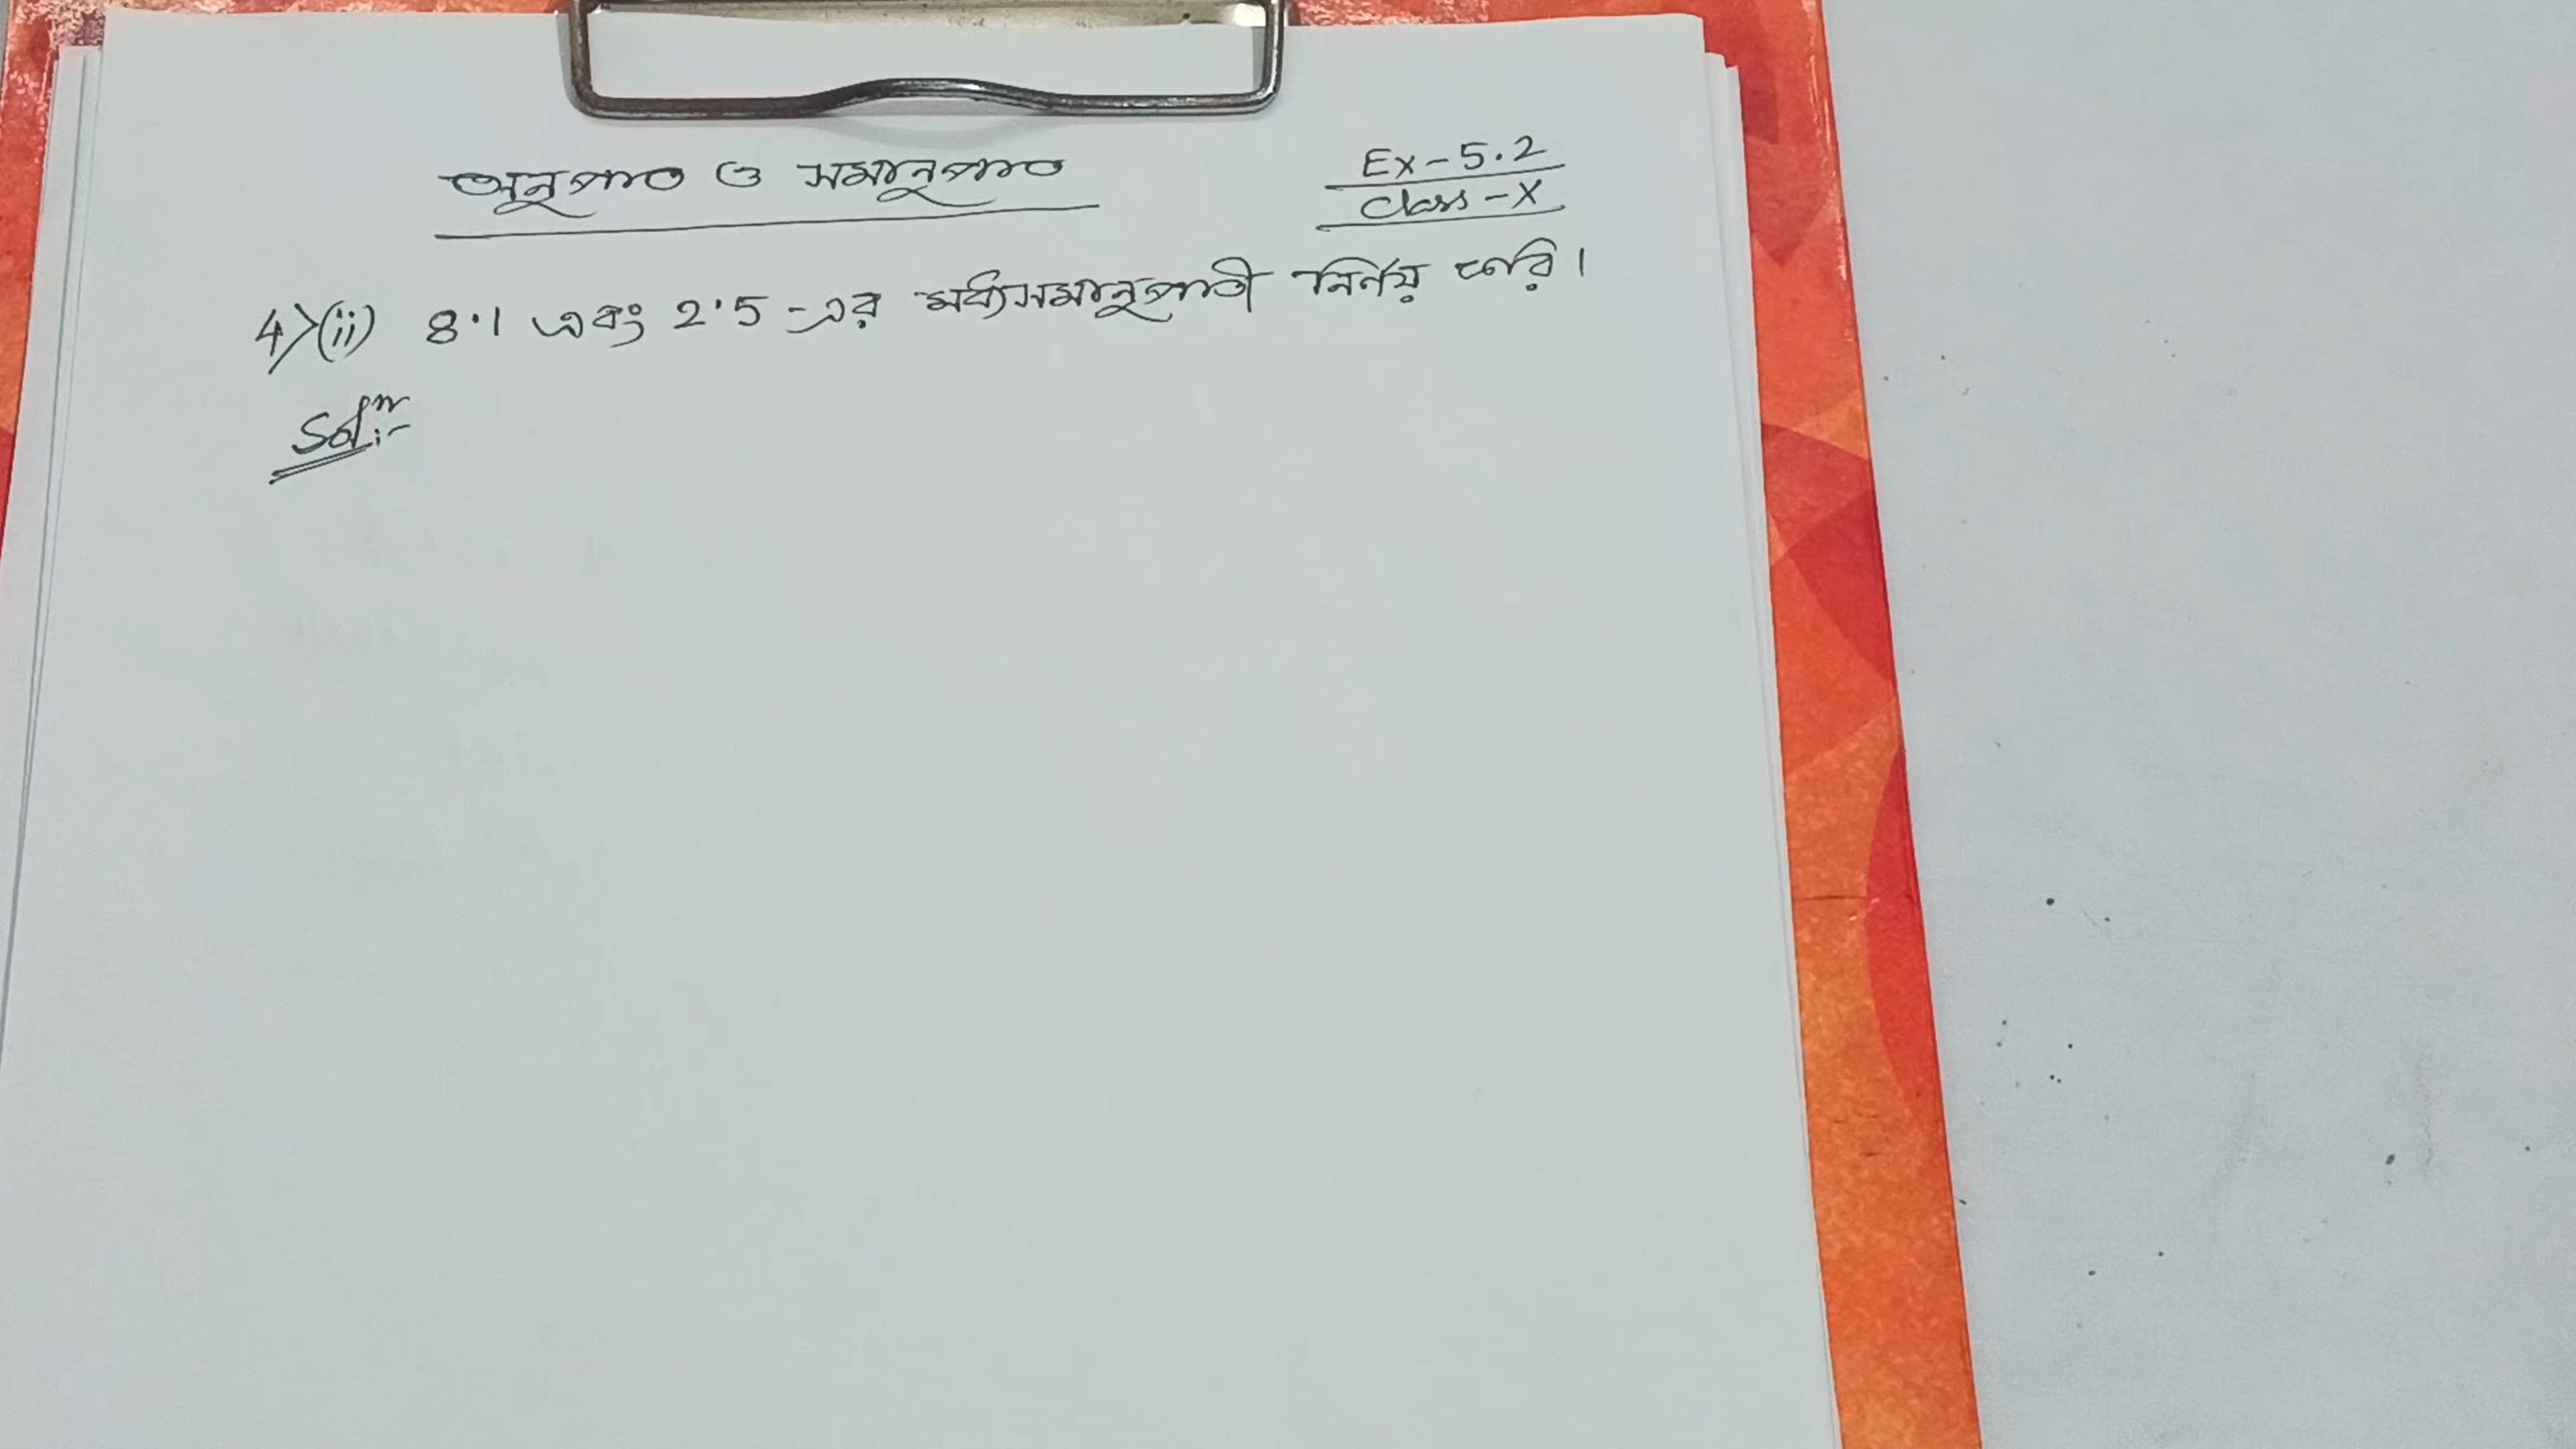 অনুপাত ও সমানুপাত
Ex-5.2
Class-X
4>(ii) 8.1 এবং 2.5-এর মধ্যসমানুপাতী নির্ণয় করি।
Solⁿ:-